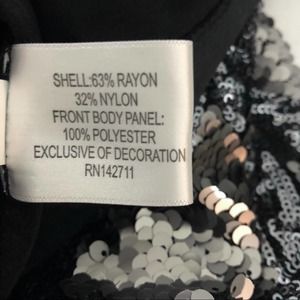 SHELL:63% RAYON
32% NYLON
FRONT BODY PANEL:
100% POLYESTER
EXCLUSIVE OF DECORATION
RN142711